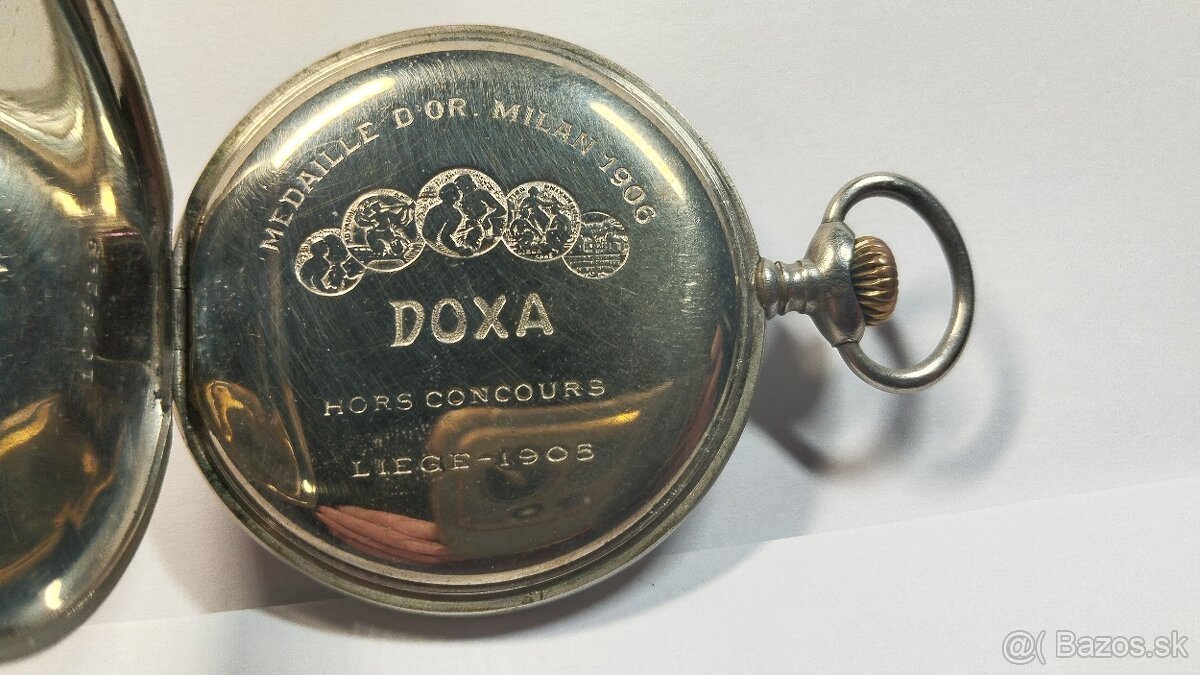 MEDAILLE D'OR. MILAN 1906
DOXA
HORS CONCOURS
LIEGE-1905
@( Bazos.sk